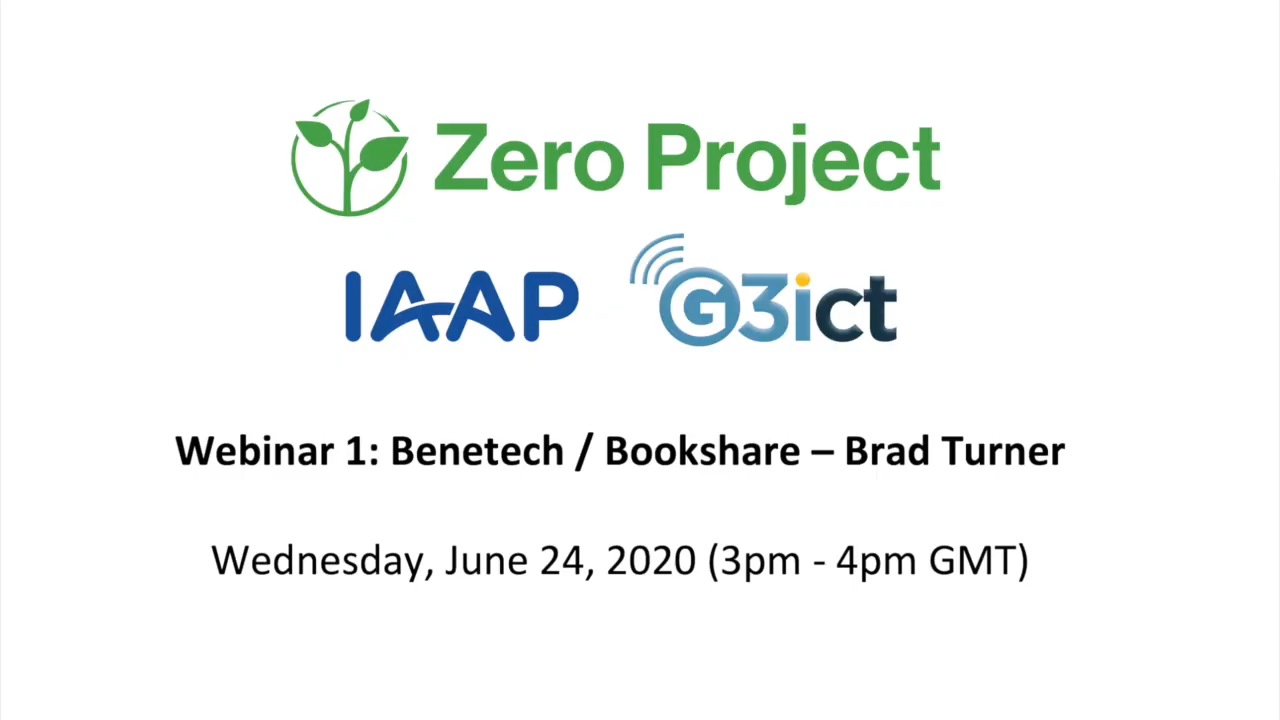 Zero Project
IAAP G3ict
Webinar 1: Benetech / Bookshare – Brad Turner
Wednesday, June 24, 2020 (3pm - 4pm GMT)